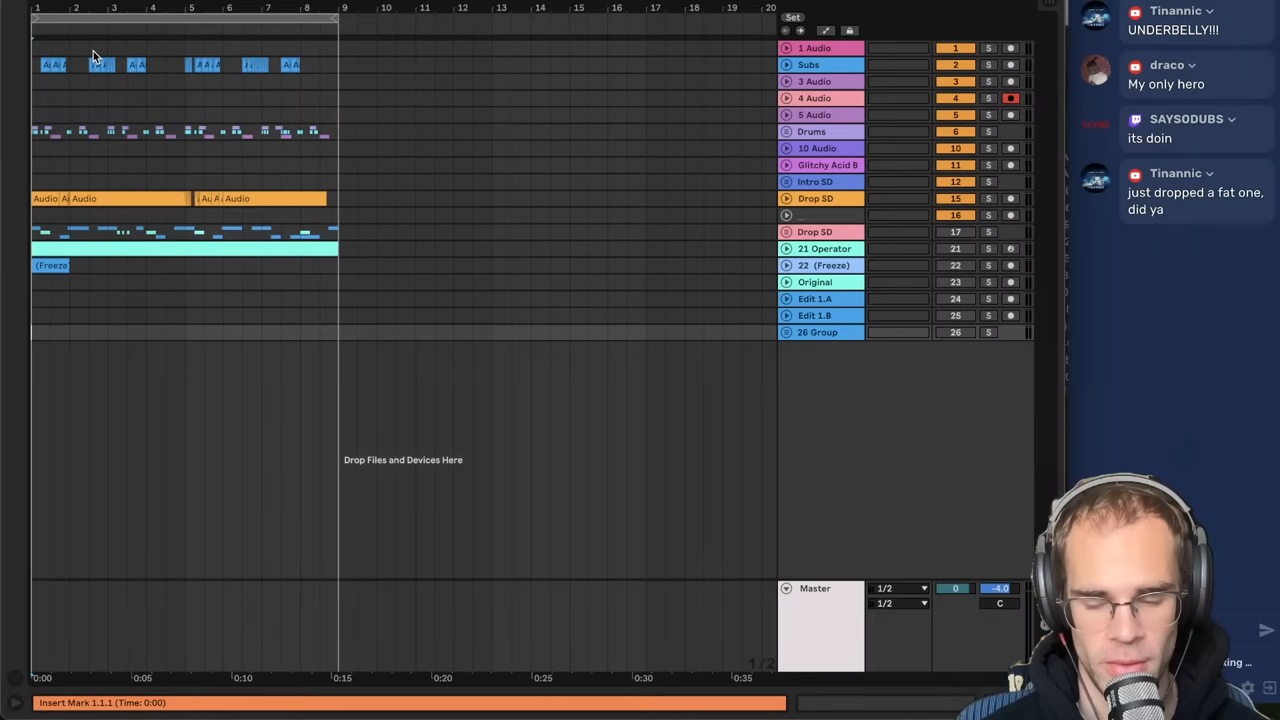 1 2 3 4 5 6 7 8 9 10 11 12 13 14 15 16 17 18 19 20
Set
1 Audio 1 S
Subs 2 S
3 Audio 3 S
4 Audio 4 S
5 Audio 5 S
Drums 6 S
10 Audio 10 S
Glitchy Acid B 11 S
Intro SD 12 S
Audio Audio Audio Drop SD 15 S
_ 16 S
Drop SD 17 S
21 Operator 21 S
(Freeze 22 (Freeze) 22 S
Original 23 S
Edit 1.A 24 S
Edit 1.B 25 S
26 Group 26 S
Drop Files and Devices Here
Master 1/2 0 -4.0
1/2 C
1/2
0:00 0:05 0:10 0:15 0:20 0:25 0:30 0:35
Insert Mark 1.1.1 (Time: 0:00)
Tinannic
UNDERBELLY!!!
draco
My only hero
SAYSODUBS
its doin
Tinannic
just dropped a fat one,
did ya
king ...